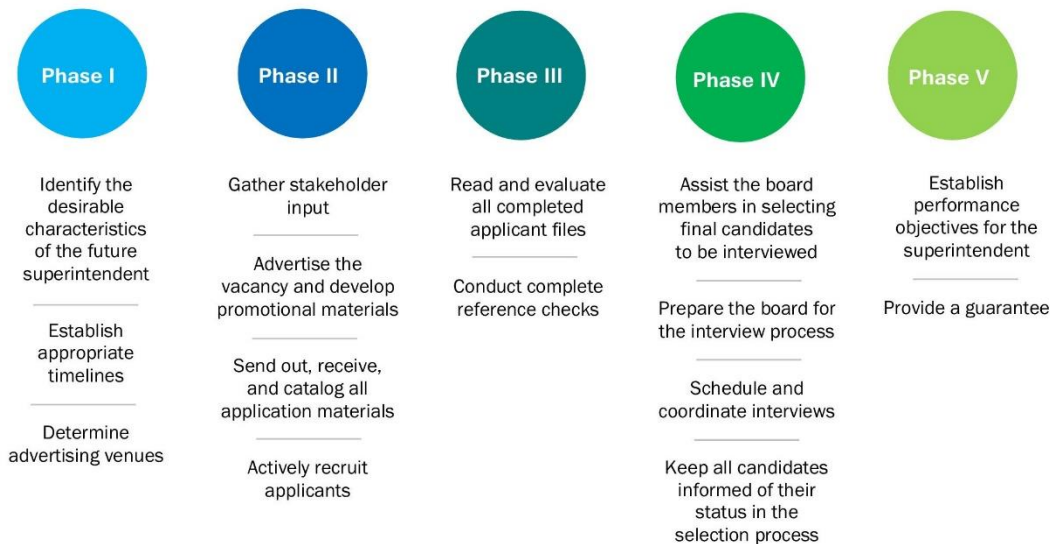 Phase I
Identify the
desirable
characteristics
of the future
superintendent
Establish
appropriate
timelines
Determine
advertising venues
Phase II
Gather stakeholder
input
Advertise the
vacancy and develop
promotional materials
Send out, receive,
and catalog all
application materials
Actively recruit
applicants
Phase III
Read and evaluate
all completed
applicant files
Conduct complete
reference checks
Phase IV
Assist the board
members in selecting
final candidates
to be interviewed
Prepare the board for
the interview process
Schedule and
coordinate interviews
Keep all candidates
informed of their
status in the
selection process
Phase V
Establish
performance
objectives for the
superintendent
Provide a guarantee